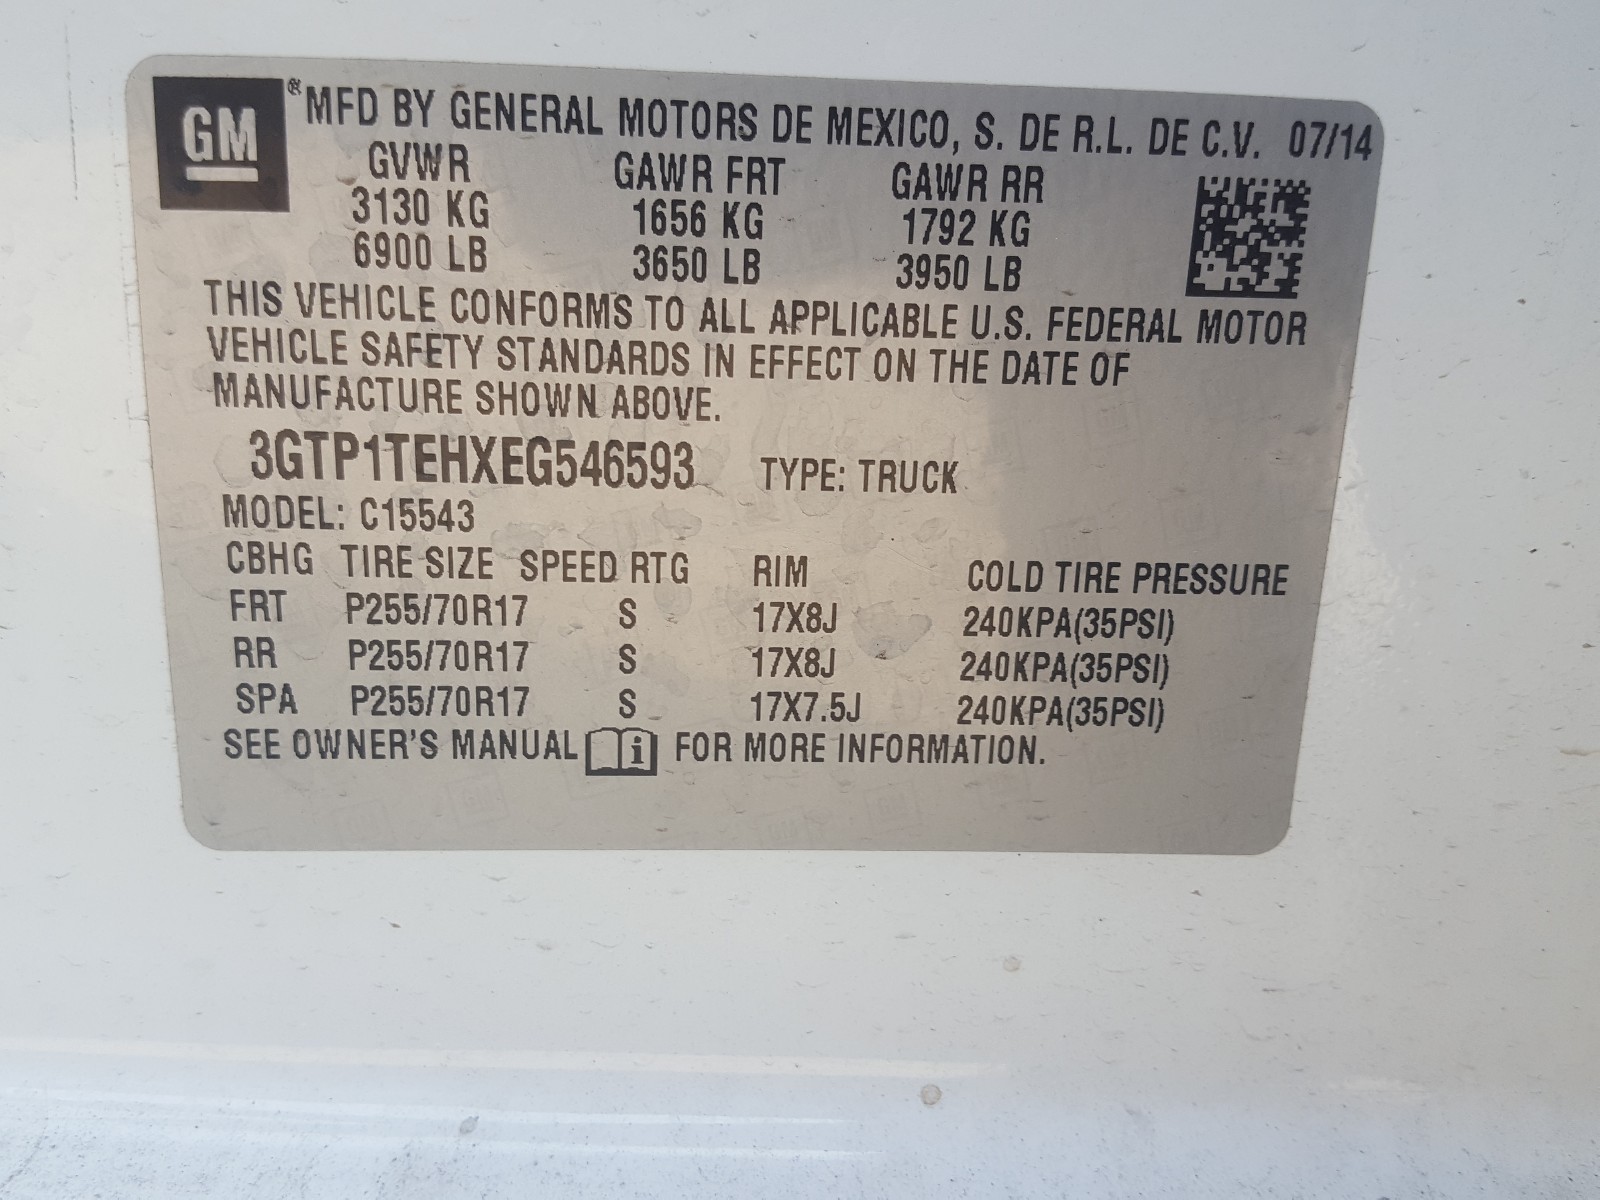 GM ® MFD BY GENERAL MOTORS DE MEXICO, S. DE R.L. DE C.V. 07/14
GVWR GAWR FRT GAWR RR
3130 KG 1656 KG 1792 KG
6900 LB 3650 LB 3950 LB
THIS VEHICLE CONFORMS TO ALL APPLICABLE U.S. FEDERAL MOTOR
VEHICLE SAFETY STANDARDS IN EFFECT ON THE DATE OF
MANUFACTURE SHOWN ABOVE.
3GTP1TEHXEG546593 TYPE: TRUCK
MODEL: C15543
CBHG TIRE SIZE SPEED RTG RIM COLD TIRE PRESSURE
FRT P255/70R17 S 17X8J 240KPA(35PSI)
RR P255/70R17 S 17X8J 240KPA(35PSI)
SPA P255/70R17 S 17X7.5J 240KPA(35PSI)
SEE OWNER'S MANUAL i FOR MORE INFORMATION.